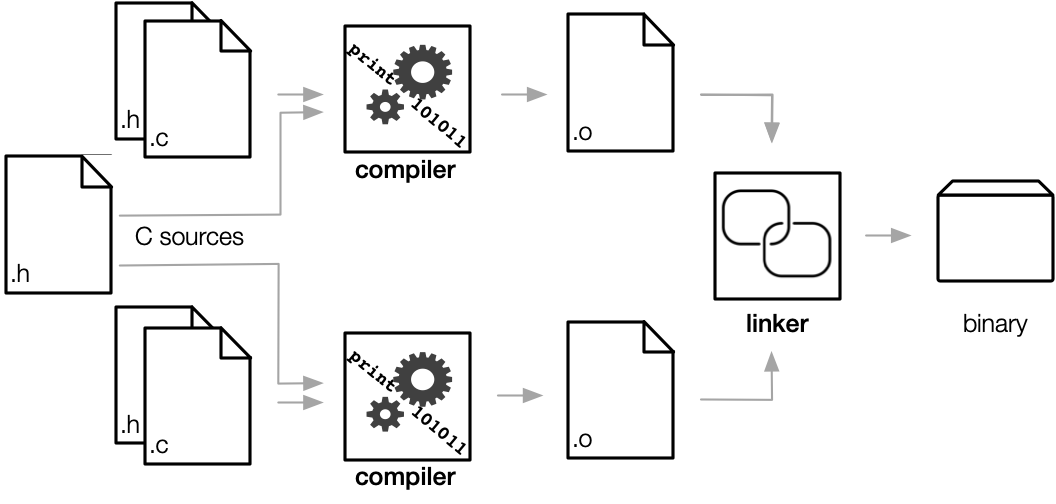 .h
.c
print
101011
compiler
.o
.h
C sources
linker
binary
.h
.c
print
101011
compiler
.o